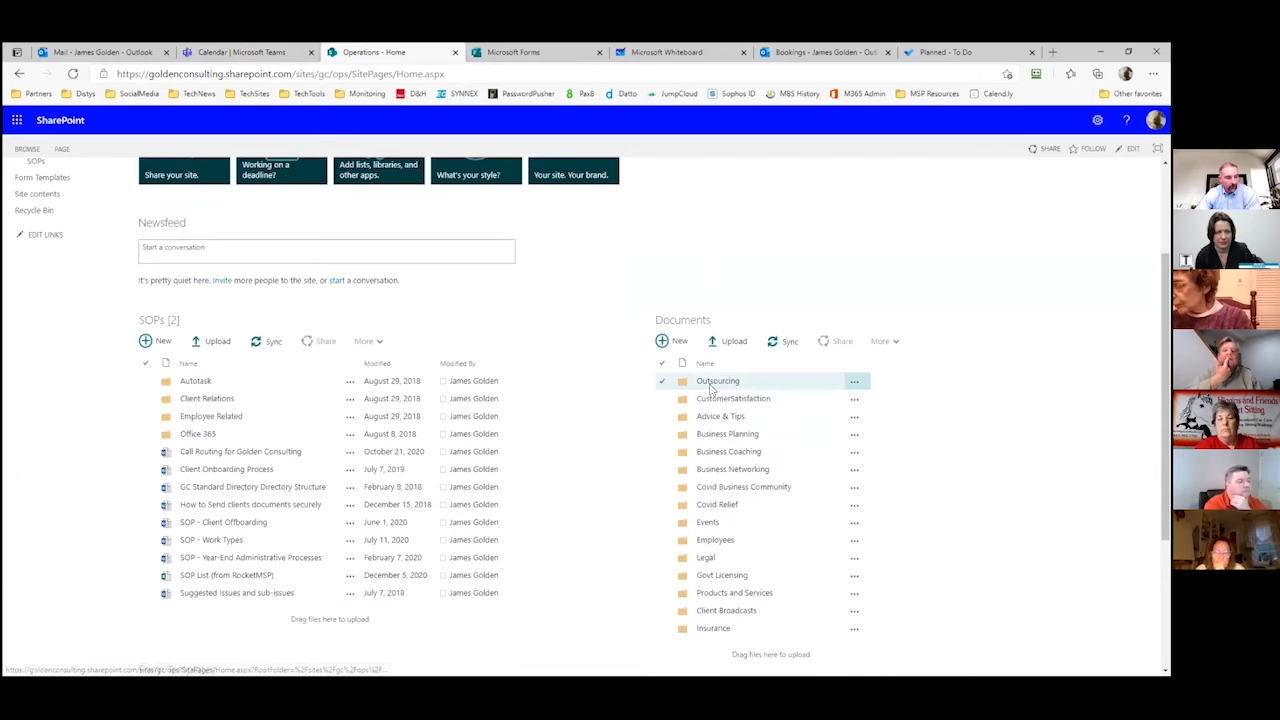 Mail - James Golden - Outlook
Calendar | Microsoft Teams
Operations - Home
Microsoft Forms
Microsoft Whiteboard
Bookings - James Golden - Outl
Planned - To Do
https://goldenconsulting.sharepoint.com/sites/gc/ops/SitePages/Home.aspx
Partners Distys SocialMedia TechNews TechSites TechTools Monitoring D&H SYNNEX PasswordPusher Pax8 Datto JumpCloud Sophos ID MBS History M365 Admin MSP Resources Calend.ly Other favorites
SharePoint
BROWSE PAGE SHARE FOLLOW EDIT
SOPs
Form Templates
Site contents
Recycle Bin
EDIT LINKS
Share your site.
Working on a
deadline?
Add lists, libraries, and
other apps.
What's your style?
Your site. Your brand.
Newsfeed
Start a conversation
It's pretty quiet here. Invite more people to the site, or start a conversation.
SOPs [2]
New Upload Sync Share More
Name Modified Modified By
Autotask August 29, 2018 James Golden
Client Relations August 29, 2018 James Golden
Employee Related August 29, 2018 James Golden
Office 365 August 8, 2018 James Golden
Call Routing for Golden Consulting October 21, 2020 James Golden
Client Onboarding Process July 7, 2019 James Golden
GC Standard Directory Directory Structure February 8, 2018 James Golden
How to Send clients documents securely December 15, 2018 James Golden
SOP - Client Offboarding June 1, 2020 James Golden
SOP - Work Types July 11, 2020 James Golden
SOP - Year-End Administrative Processes February 7, 2020 James Golden
SOP List (from RocketMSP) December 5, 2020 James Golden
Suggested Issues and sub-issues July 7, 2019 James Golden
Drag files here to upload
Documents
New Upload Sync Share More
Name
Outsourcing
CustomerSatisfaction
Advice & Tips
Business Planning
Business Coaching
Business Networking
Covid Business Community
Covid Relief
Events
Employees
Legal
Govt Licensing
Products and Services
Client Broadcasts
Insurance
Drag files here to upload